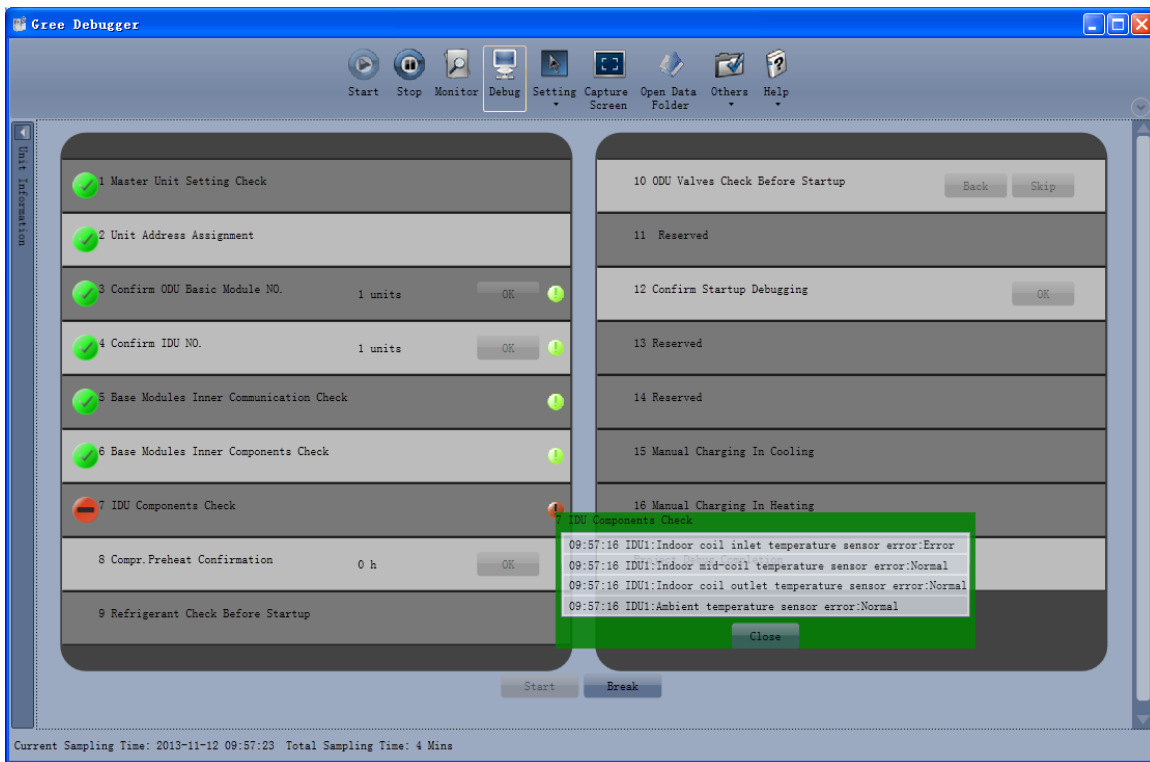 Gree Debugger
Start Stop Monitor Debug Setting Capture Screen Open Data Folder Others Help
Unit Information
1 Master Unit Setting Check
2 Unit Address Assignment
3 Confirm ODU Basic Module NO. 1 units OK
4 Confirm IDU NO. 1 units OK
5 Base Modules Inner Communication Check
6 Base Modules Inner Components Check
7 IDU Components Check
8 Compr.Preheat Confirmation 0 h OK
9 Refrigerant Check Before Startup
10 ODU Valves Check Before Startup Back Skip
11 Reserved
12 Confirm Startup Debugging OK
13 Reserved
14 Reserved
15 Manual Charging In Cooling
16 Manual Charging In Heating
7 IDU Components Check
09:57:16 IDU1:Indoor coil inlet temperature sensor error:Error
09:57:16 IDU1:Indoor mid-coil temperature sensor error:Normal
09:57:16 IDU1:Indoor coil outlet temperature sensor error:Normal
09:57:16 IDU1:Ambient temperature sensor error:Normal
Close
Start Break
Current Sampling Time: 2013-11-12 09:57:23 Total Sampling Time: 4 Mins